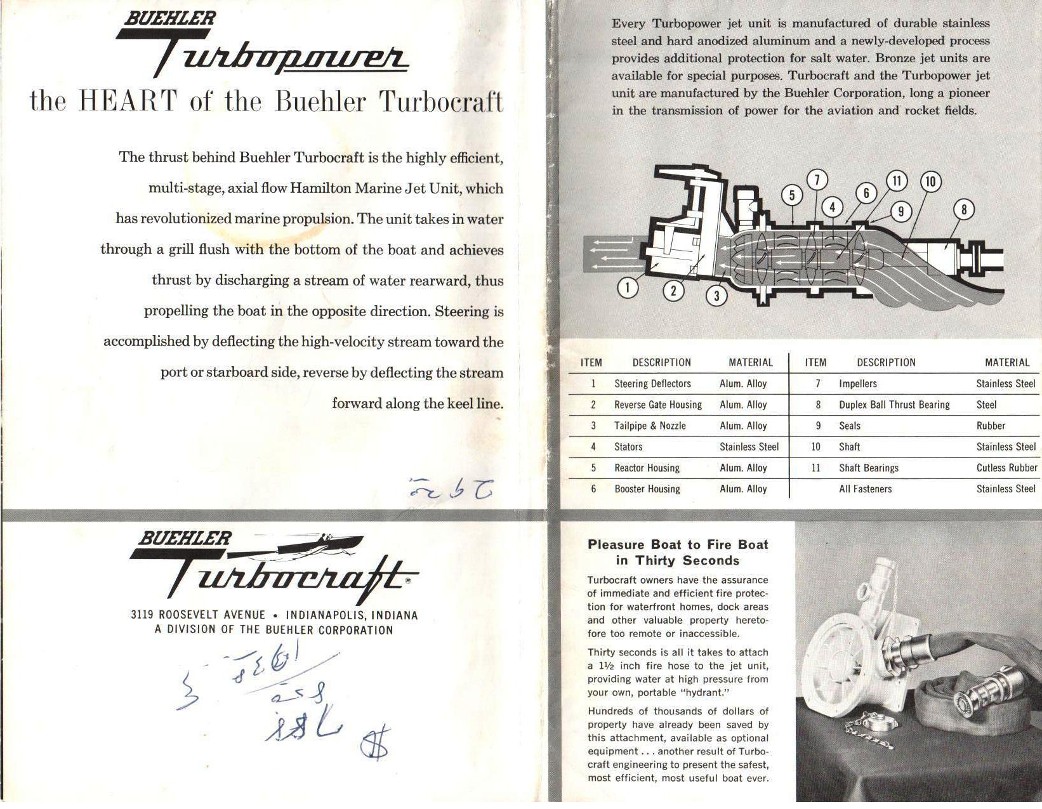 BUEHLER
Turbopower
the HEART of the Buehler Turbocraft
The thrust behind Buehler Turbocraft is the highly efficient,
multi-stage, axial flow Hamilton Marine Jet Unit, which
has revolutionized marine propulsion. The unit takes in water
through a grill flush with the bottom of the boat and achieves
thrust by discharging a stream of water rearward, thus
propelling the boat in the opposite direction. Steering is
accomplished by deflecting the high-velocity stream toward the
port or starboard side, reverse by deflecting the stream
forward along the keel line.
BUEHLER
Turbocraft®
3119 ROOSEVELT AVENUE • INDIANAPOLIS, INDIANA
A DIVISION OF THE BUEHLER CORPORATION
$
Every Turbopower jet unit is manufactured of durable stainless
steel and hard anodized aluminum and a newly-developed process
provides additional protection for salt water. Bronze jet units are
available for special purposes. Turbocraft and the Turbopower jet
unit are manufactured by the Buehler Corporation, long a pioneer
in the transmission of power for the aviation and rocket fields.
5 7 4 6 11 9 10 8
1 2 3
ITEM DESCRIPTION MATERIAL ITEM DESCRIPTION MATERIAL
1 Steering Deflectors Alum. Alloy 7 Impellers Stainless Steel
2 Reverse Gate Housing Alum. Alloy 8 Duplex Ball Thrust Bearing Steel
3 Tailpipe & Nozzle Alum. Alloy 9 Seals Rubber
4 Stators Stainless Steel 10 Shaft Stainless Steel
5 Reactor Housing Alum. Alloy 11 Shaft Bearings Cutless Rubber
6 Booster Housing Alum. Alloy All Fasteners Stainless Steel
Pleasure Boat to Fire Boat
in Thirty Seconds
Turbocraft owners have the assurance
of immediate and efficient fire protec-
tion for waterfront homes, dock areas
and other valuable property hereto-
fore too remote or inaccessible.
Thirty seconds is all it takes to attach
a 1½ inch fire hose to the jet unit,
providing water at high pressure from
your own, portable "hydrant."
Hundreds of thousands of dollars of
property have already been saved by
this attachment, available as optional
equipment . . . another result of Turbo-
craft engineering to present the safest,
most efficient, most useful boat ever.